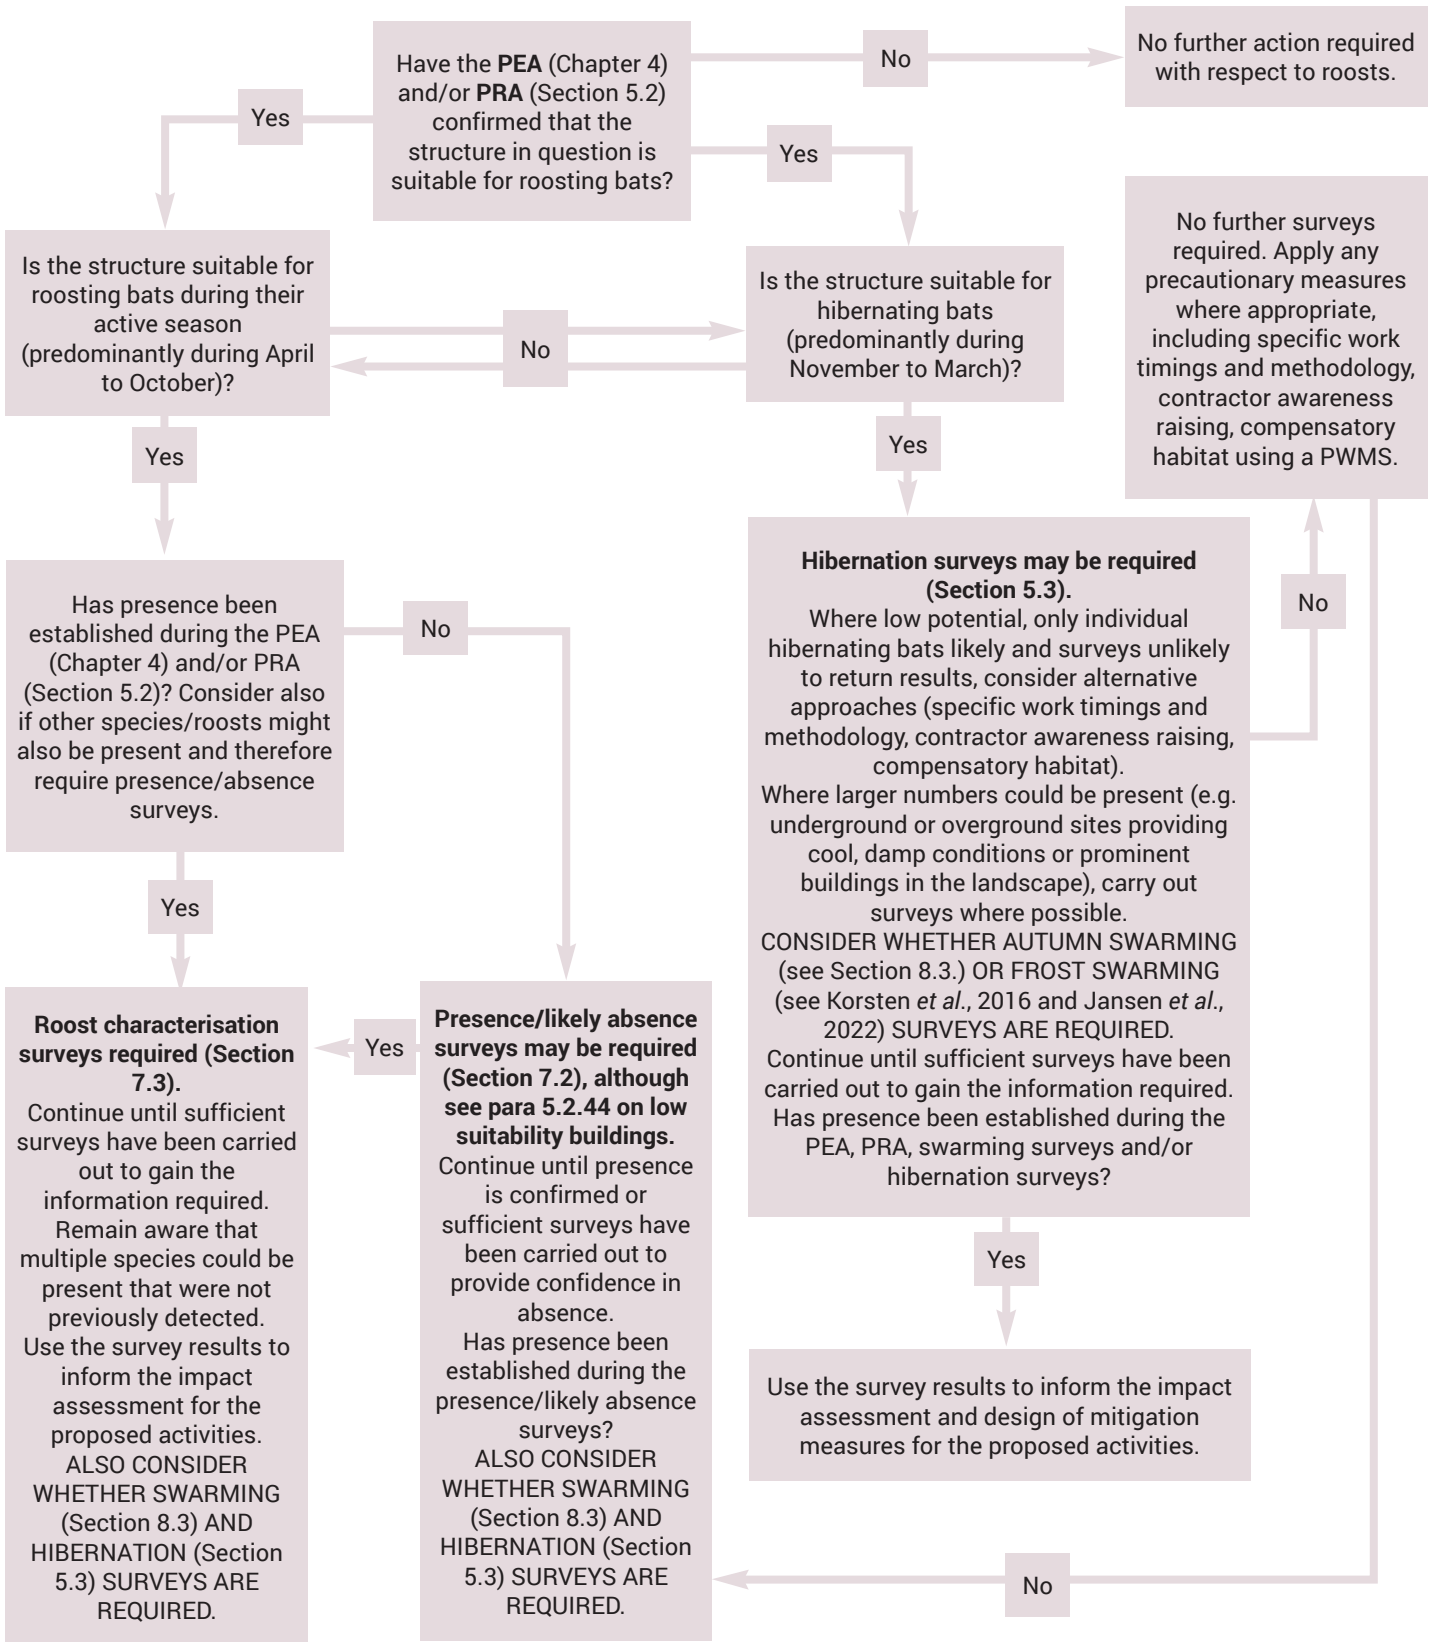 Have the PEA (Chapter 4)
and/or PRA (Section 5.2)
confirmed that the
structure in question is
suitable for roosting bats?
No
No further action required
with respect to roosts.
Yes
Yes
Is the structure suitable for
roosting bats during their
active season
(predominantly during April
to October)?
No
Is the structure suitable for
hibernating bats
(predominantly during
November to March)?
No further surveys
required. Apply any
precautionary measures
where appropriate,
including specific work
timings and methodology,
contractor awareness
raising, compensatory
habitat using a PWMS.
Yes
Yes
Has presence been
established during the PEA
(Chapter 4) and/or PRA
(Section 5.2)? Consider also
if other species/roosts might
also be present and therefore
require presence/absence
surveys.
No
Hibernation surveys may be required
(Section 5.3).
Where low potential, only individual
hibernating bats likely and surveys unlikely
to return results, consider alternative
approaches (specific work timings and
methodology, contractor awareness raising,
compensatory habitat).
Where larger numbers could be present (e.g.
underground or overground sites providing
cool, damp conditions or prominent
buildings in the landscape), carry out
surveys where possible.
CONSIDER WHETHER AUTUMN SWARMING
(see Section 8.3.) OR FROST SWARMING
(see Korsten et al., 2016 and Jansen et al.,
2022) SURVEYS ARE REQUIRED.
Continue until sufficient surveys have been
carried out to gain the information required.
Has presence been established during the
PEA, PRA, swarming surveys and/or
hibernation surveys?
No
Yes
Roost characterisation
surveys required (Section
7.3).
Continue until sufficient
surveys have been carried
out to gain the
information required.
Remain aware that
multiple species could be
present that were not
previously detected.
Use the survey results to
inform the impact
assessment for the
proposed activities.
ALSO CONSIDER
WHETHER SWARMING
(Section 8.3) AND
HIBERNATION (Section
5.3) SURVEYS ARE
REQUIRED.
Yes
Presence/likely absence
surveys may be required
(Section 7.2), although
see para 5.2.44 on low
suitability buildings.
Continue until presence
is confirmed or
sufficient surveys have
been carried out to
provide confidence in
absence.
Has presence been
established during the
presence/likely absence
surveys?
ALSO CONSIDER
WHETHER SWARMING
(Section 8.3) AND
HIBERNATION (Section
5.3) SURVEYS ARE
REQUIRED.
Yes
Use the survey results to inform the impact
assessment and design of mitigation
measures for the proposed activities.
No